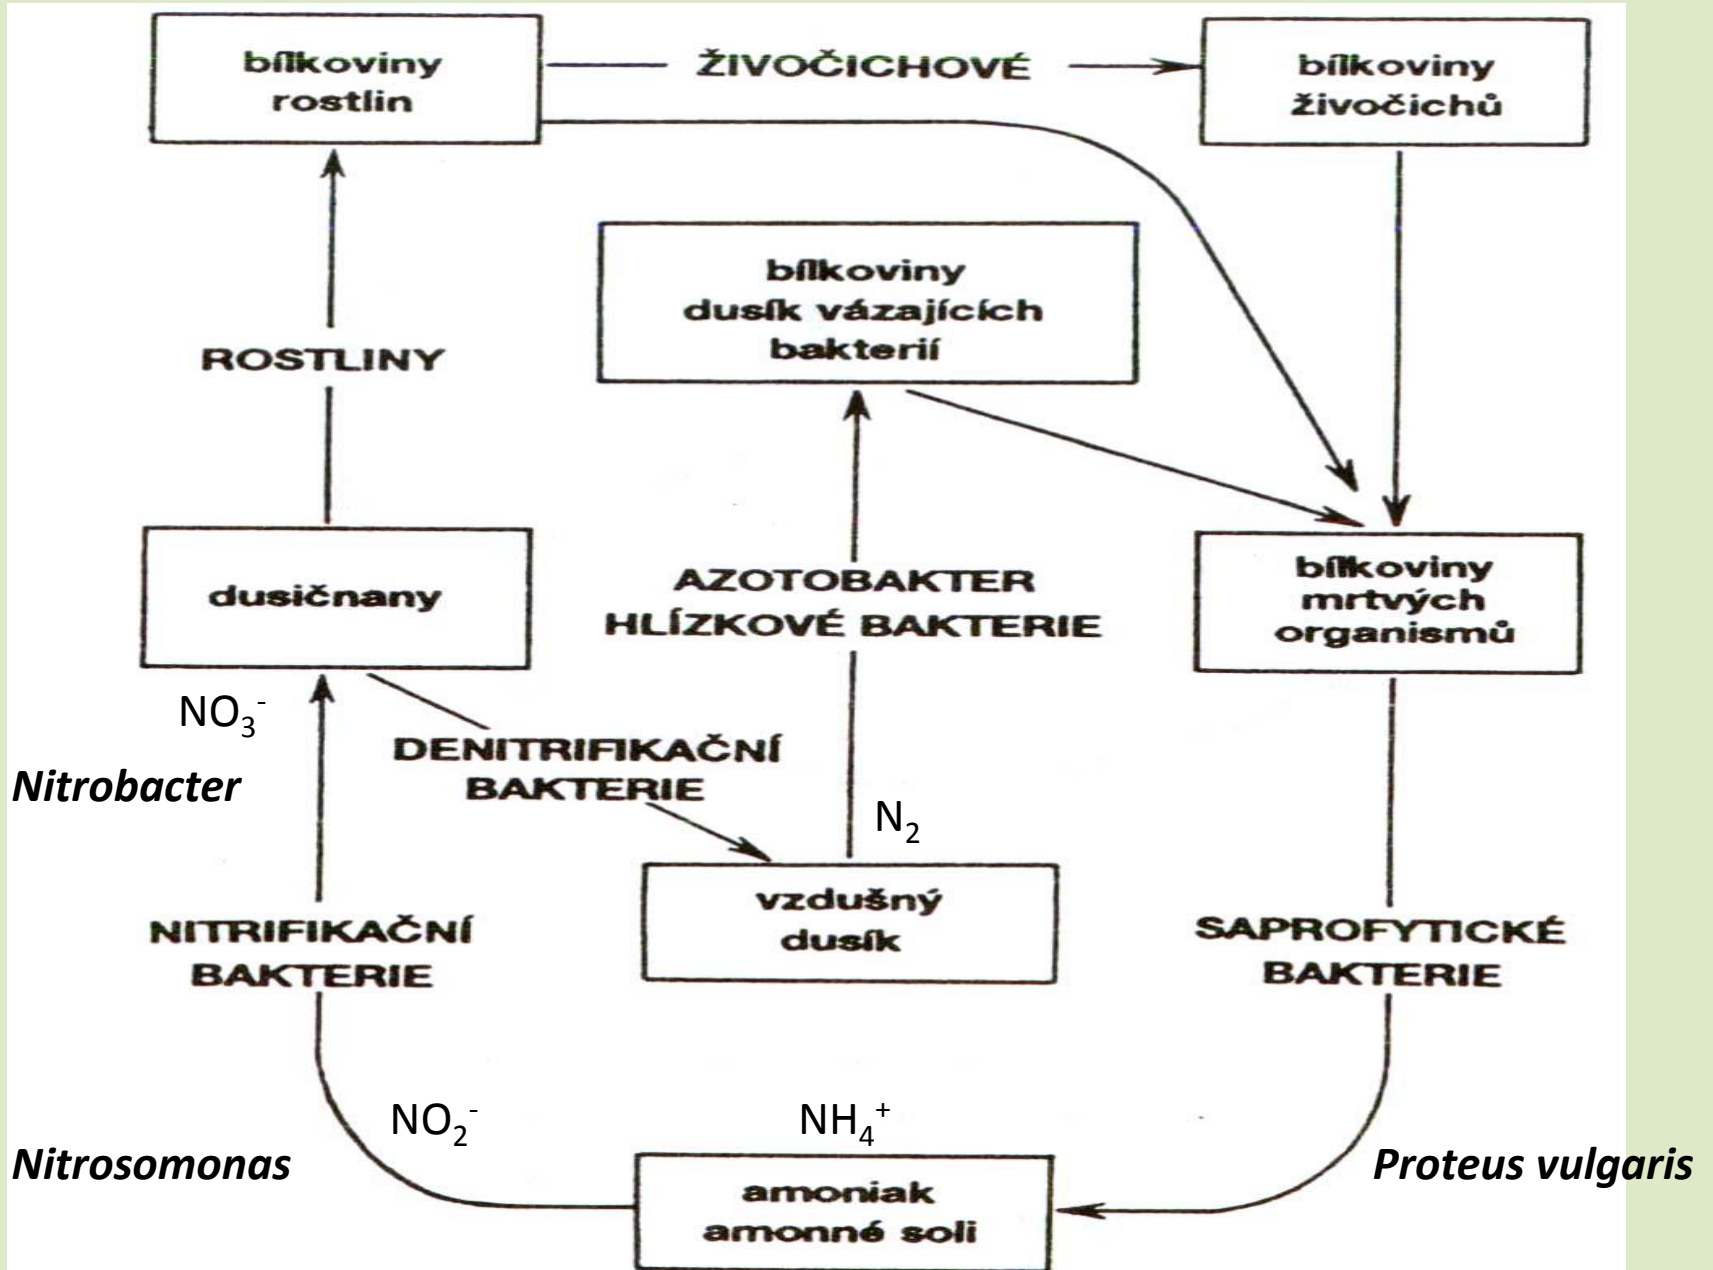 bílkoviny
rostlin
ŽIVOČICHOVÉ
bílkoviny
živočichů
bílkoviny
dusík vázajících
bakterií
ROSTLINY
dusičnany
AZOTOBAKTER
HLÍZKOVÉ BAKTERIE
bílkoviny
mrtvých
organismů
NO₃⁻
Nitrobacter
DENITRIFIKAČNÍ
BAKTERIE
N₂
vzdušný
dusík
NITRIFIKAČNÍ
BAKTERIE
SAPROFYTICKÉ
BAKTERIE
NO₂⁻
NH₄⁺
Nitrosomonas
Proteus vulgaris
amoniak
amonné soli